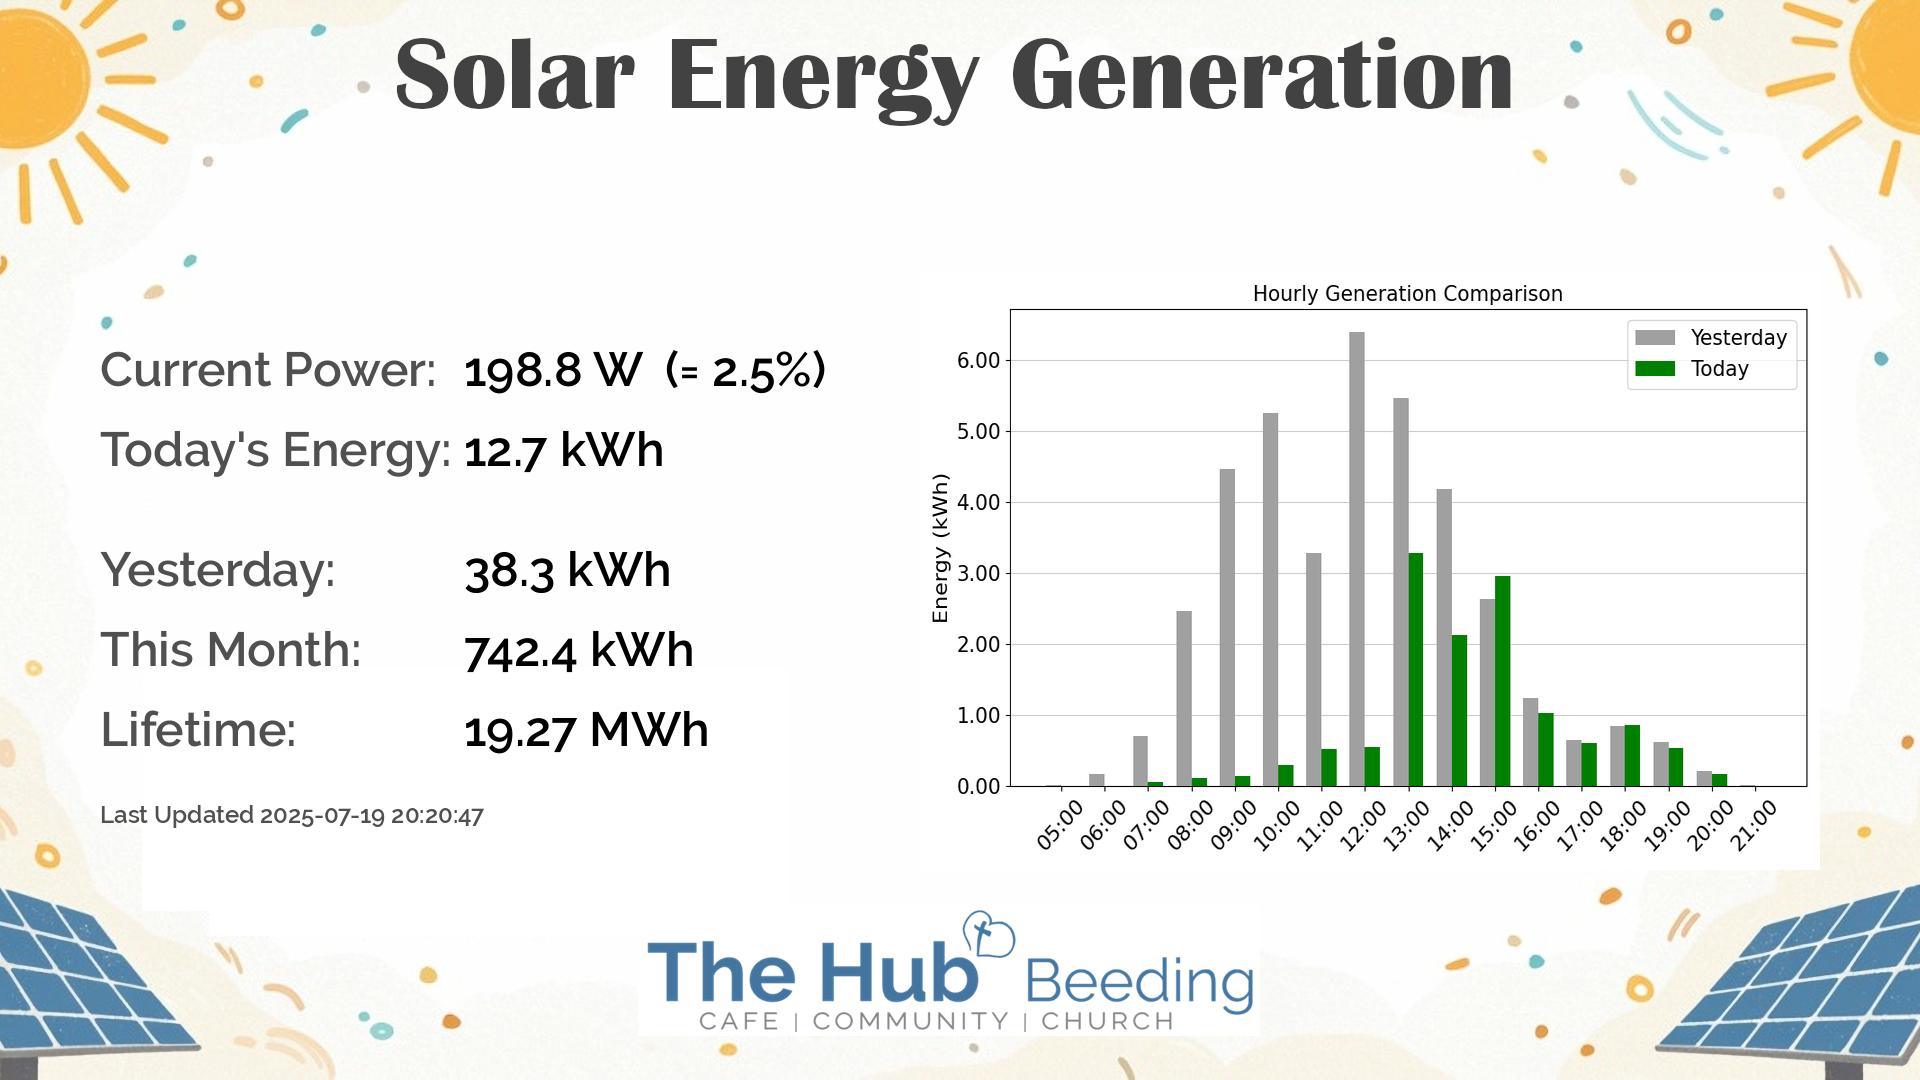 Solar Energy Generation
Current Power: 198.8 W (= 2.5%)
Today's Energy: 12.7 kWh
Yesterday: 38.3 kWh
This Month: 742.4 kWh
Lifetime: 19.27 MWh
Last Updated 2025-07-19 20:20:47
Hourly Generation Comparison
Yesterday
Today
Energy (kWh)
6.00
5.00
4.00
3.00
2.00
1.00
0.00
05:00 06:00 07:00 08:00 09:00 10:00 11:00 12:00 13:00 14:00 15:00 16:00 17:00 18:00 19:00 20:00 21:00
The Hub Beeding
CAFE | COMMUNITY | CHURCH